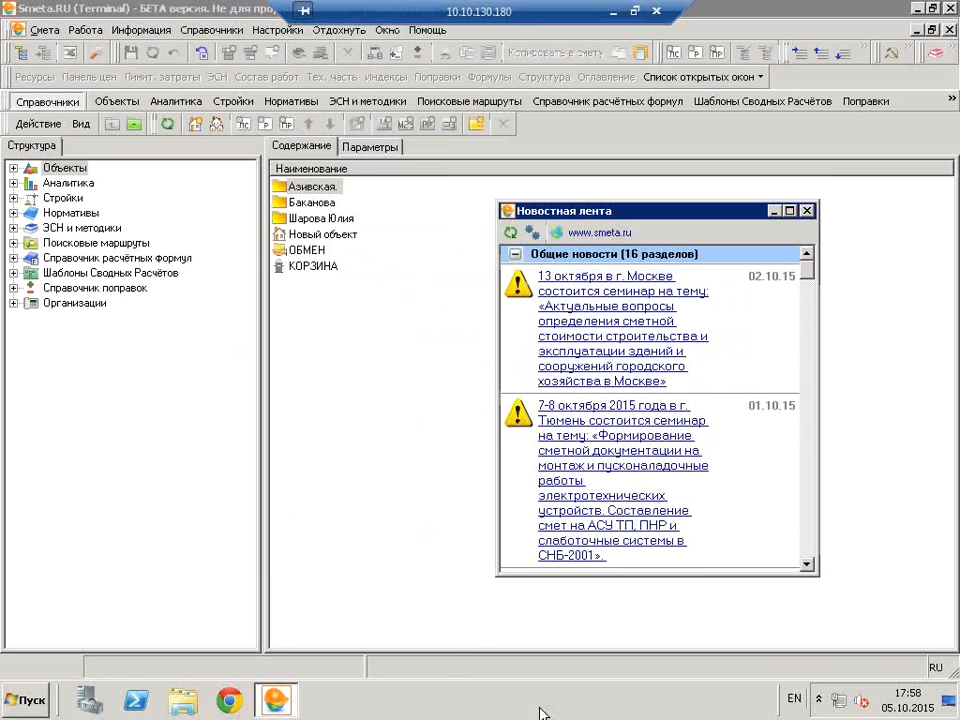 Smeta.RU (Terminal) - БЕТА версия. Не для про
10.10.130.180
Смета Работа Информация Справочники Настройки Отдохнуть Окно Помощь
Копировать в смету
Ресурсы Панель цен Лимит. затраты ЭСН Состав работ Тех. часть Индексы Поправки Формулы Структура Оглавление Список открытых окон
Справочники Объекты Аналитика Стройки Нормативы ЭСН и методики Поисковые маршруты Справочник расчётных формул Шаблоны Сводных Расчётов Поправки
Действие Вид
Структура
Содержание Параметры
Объекты
Аналитика
Стройки
Нормативы
ЭСН и методики
Поисковые маршруты
Справочник расчётных формул
Шаблоны Сводных Расчётов
Справочник поправок
Организации
Наименование
Азивская.
Баканова
Шарова Юлия
Новый объект
ОБМЕН
КОРЗИНА
Новостная лента
www.smeta.ru
Общие новости (16 разделов)
13 октября в г. Москве 02.10.15
состоится семинар на тему:
«Актуальные вопросы
определения сметной
стоимости строительства и
эксплуатации зданий и
сооружений городского
хозяйства в Москве»
7-8 октября 2015 года в г. 01.10.15
Тюмень состоится семинар
на тему: «Формирование
сметной документации на
монтаж и пусконаладочные
работы
электротехнических
устройств. Составление
смет на АСУ ТП, ПНР и
слаботочные системы в
СНБ-2001».
RU
Пуск
EN
17:58
05.10.2015